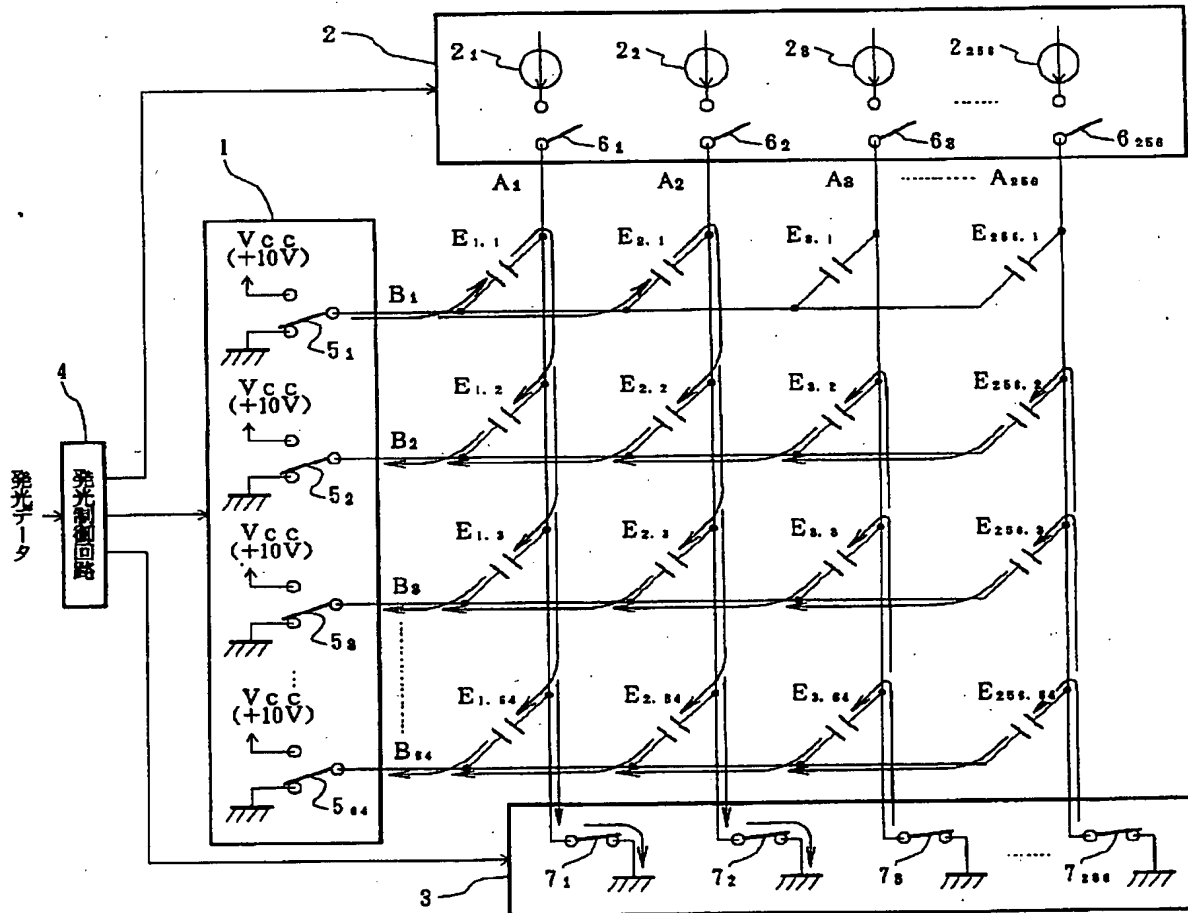 2
2₁
2₂
2₃
2₂₅₆
6₁
6₂
6₃
6₂₅₆
A₁
A₂
A₃
A₂₅₆
1
Vcc
(+10V)
B₁
5₁
E₁.₁
E₂.₁
E₃.₁
E₂₅₆.₁
4
発光データ
発光制御回路
Vcc
(+10V)
B₂
5₂
E₁.₂
E₂.₂
E₃.₂
E₂₅₆.₂
Vcc
(+10V)
B₃
5₃
E₁.₃
E₂.₃
E₃.₃
E₂₅₆.₃
Vcc
(+10V)
B₆₄
5₆₄
E₁.₆₄
E₂.₆₄
E₃.₆₄
E₂₅₆.₆₄
3
7₁
7₂
7₃
7₂₅₆